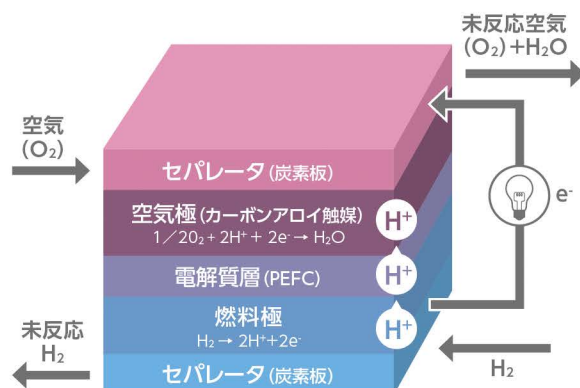 未反応空気
(O₂)+H₂O
空気
(O₂)
セパレータ(炭素板)
空気極(カーボンアロイ触媒)
1/2O₂+2H⁺+2e⁻→H₂O
H⁺
e⁻
電解質層(PEFC)
H⁺
燃料極
H₂→2H⁺+2e⁻
H⁺
未反応
H₂
セパレータ(炭素板)
H₂